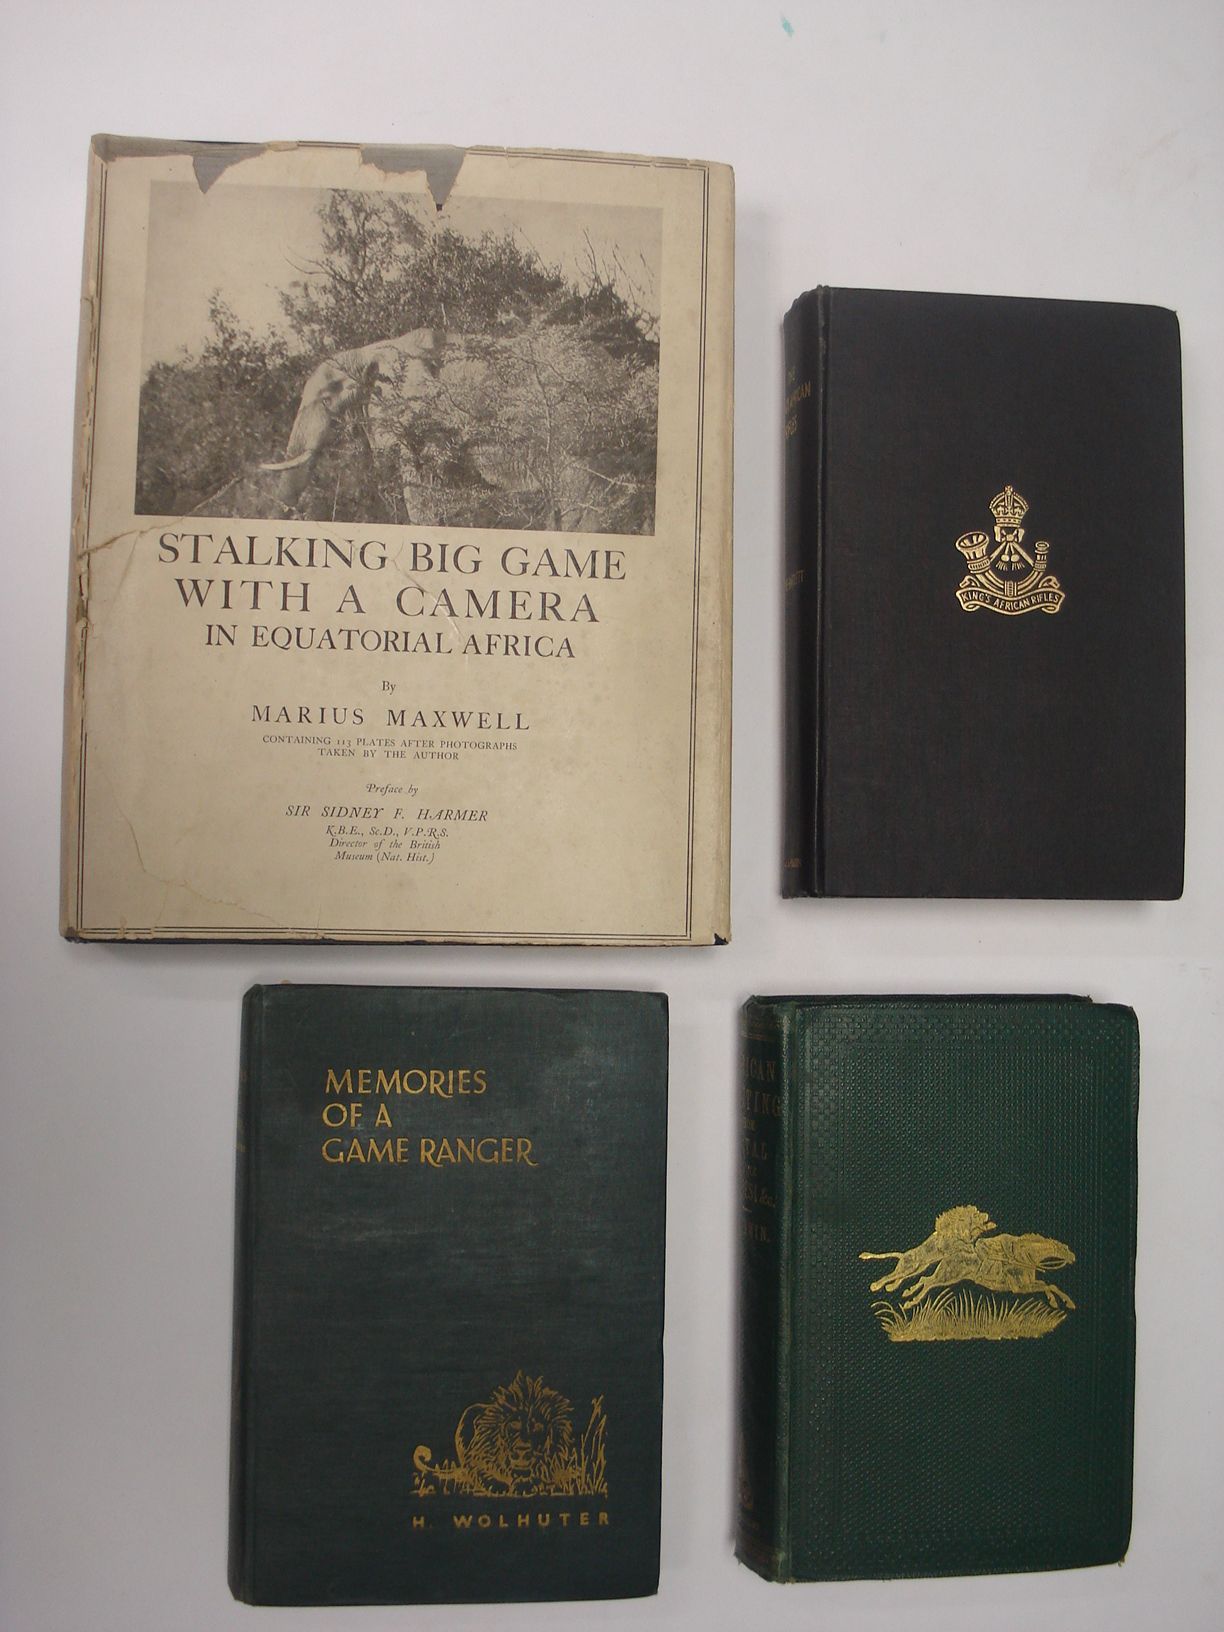 STALKING BIG GAME
WITH A CAMERA
IN EQUATORIAL AFRICA
By
MARIUS MAXWELL
CONTAINING 113 PLATES AFTER PHOTOGRAPHS
TAKEN BY THE AUTHOR
Preface by
SIR SIDNEY F. HARMER
K.B.E., Sc.D., V.P.R.S.
Director of the British
Museum (Nat. Hist.)
KING'S AFRICAN RIFLES
MEMORIES
OF A
GAME RANGER
H. WOLHUTER